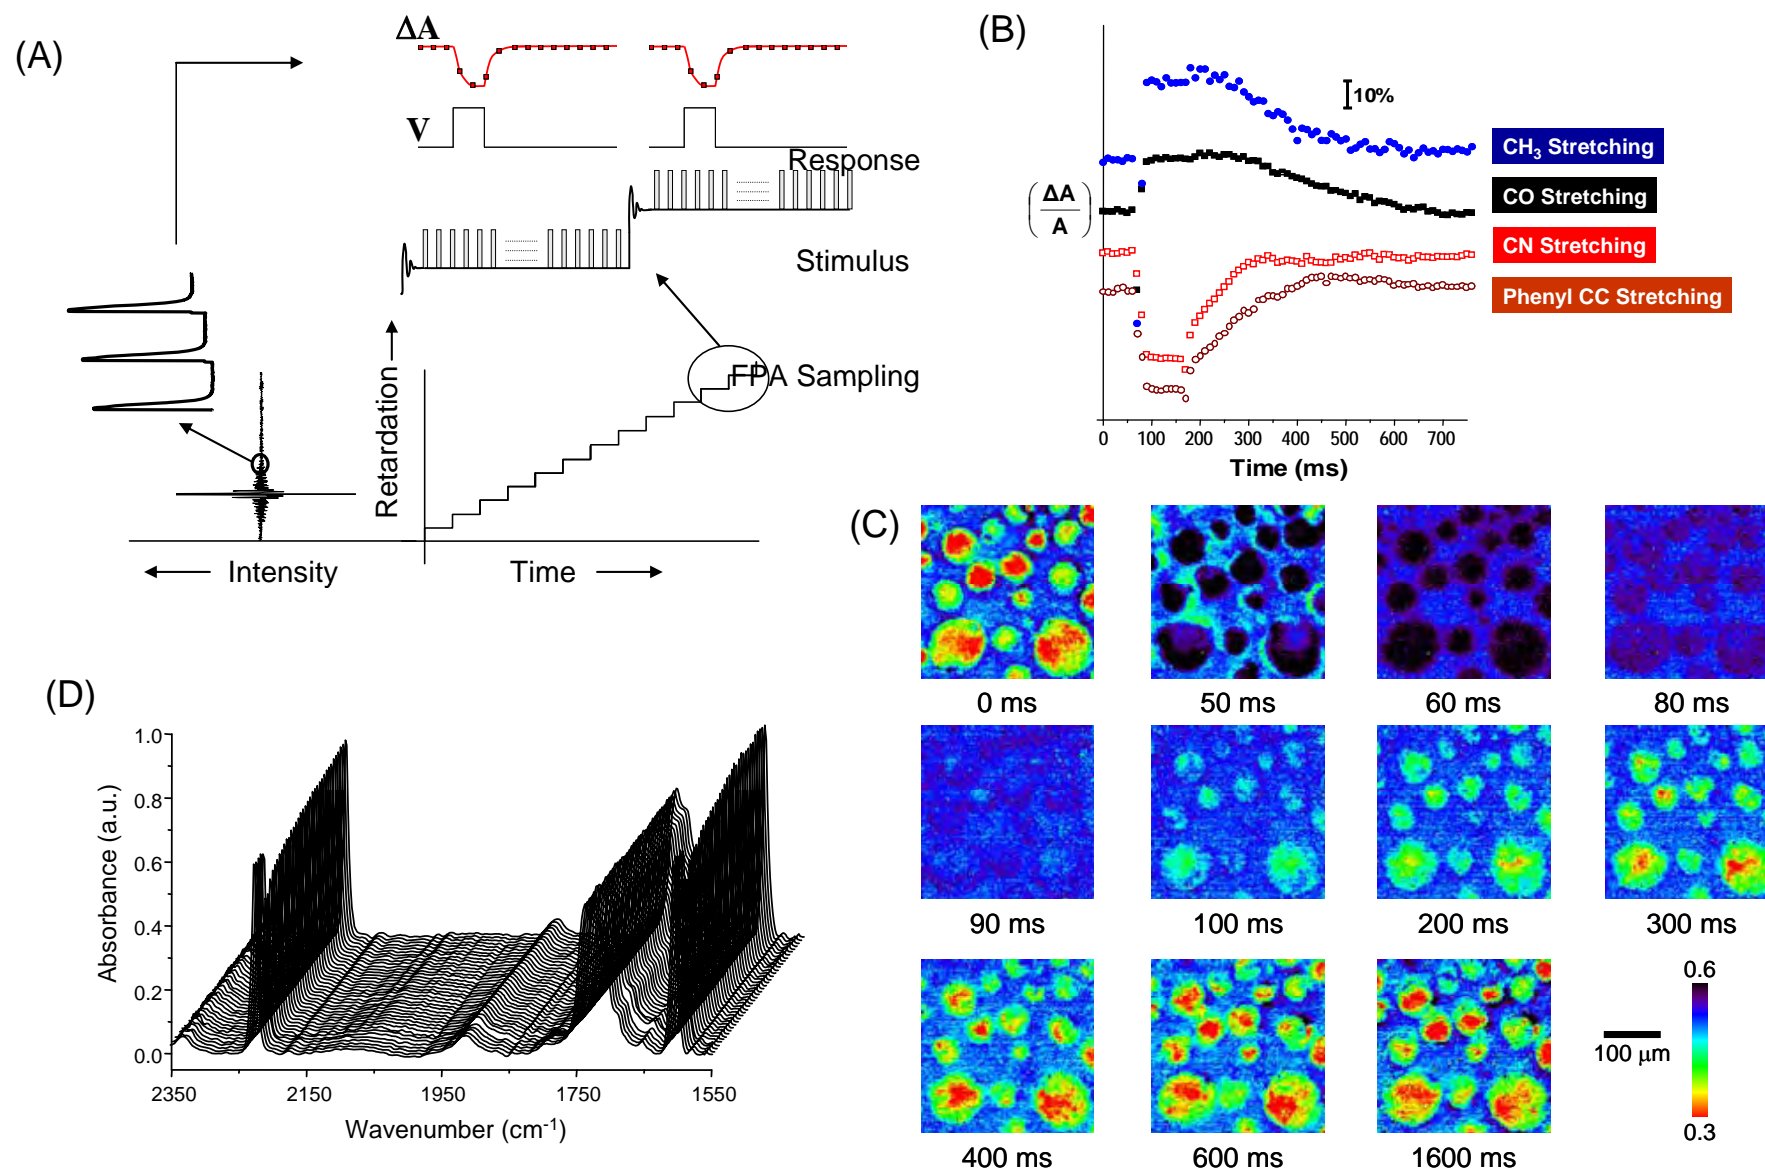 (A)
ΔA
V
Response
Stimulus
FPA Sampling
Retardation
Intensity
Time
(B)
10%
(ΔA/A)
CH₃ Stretching
CO Stretching
CN Stretching
Phenyl CC Stretching
0 100 200 300 400 500 600 700
Time (ms)
(C)
0 ms 50 ms 60 ms 80 ms
90 ms 100 ms 200 ms 300 ms
400 ms 600 ms 1600 ms
0.6
100 μm
0.3
(D)
Absorbance (a.u.)
1.0
0.8
0.6
0.4
0.2
0.0
2350 2150 1950 1750 1550
Wavenumber (cm⁻¹)